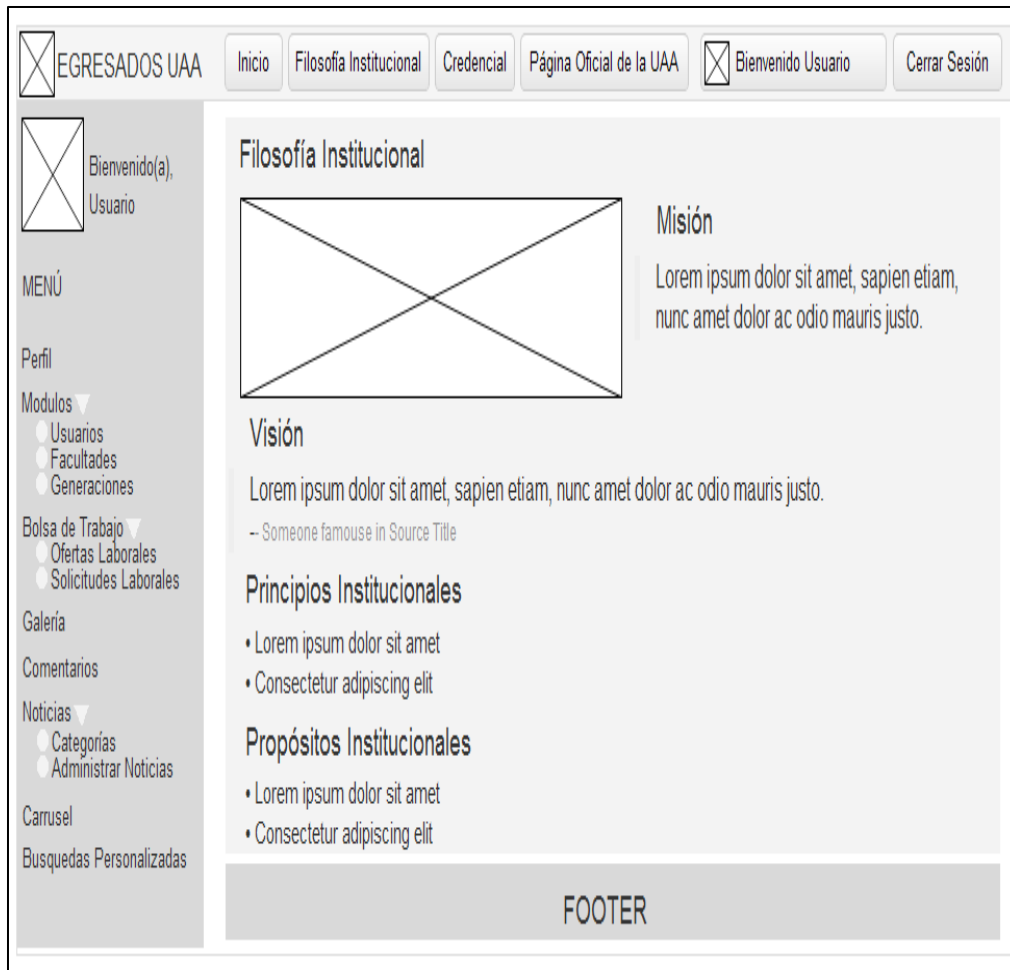 EGRESADOS UAA
Inicio
Filosofía Institucional
Credencial
Página Oficial de la UAA
Bienvenido Usuario
Cerrar Sesión
Bienvenido(a),
Usuario
MENÚ
Perfil
Modulos
Usuarios
Facultades
Generaciones
Bolsa de Trabajo
Ofertas Laborales
Solicitudes Laborales
Galería
Comentarios
Noticias
Categorías
Administrar Noticias
Carrusel
Busquedas Personalizadas
Filosofía Institucional
Misión
Lorem ipsum dolor sit amet, sapien etiam,
nunc amet dolor ac odio mauris justo.
Visión
Lorem ipsum dolor sit amet, sapien etiam, nunc amet dolor ac odio mauris justo.
-- Someone famouse in Source Title
Principios Institucionales
• Lorem ipsum dolor sit amet
• Consectetur adipiscing elit
Propósitos Institucionales
• Lorem ipsum dolor sit amet
• Consectetur adipiscing elit
FOOTER